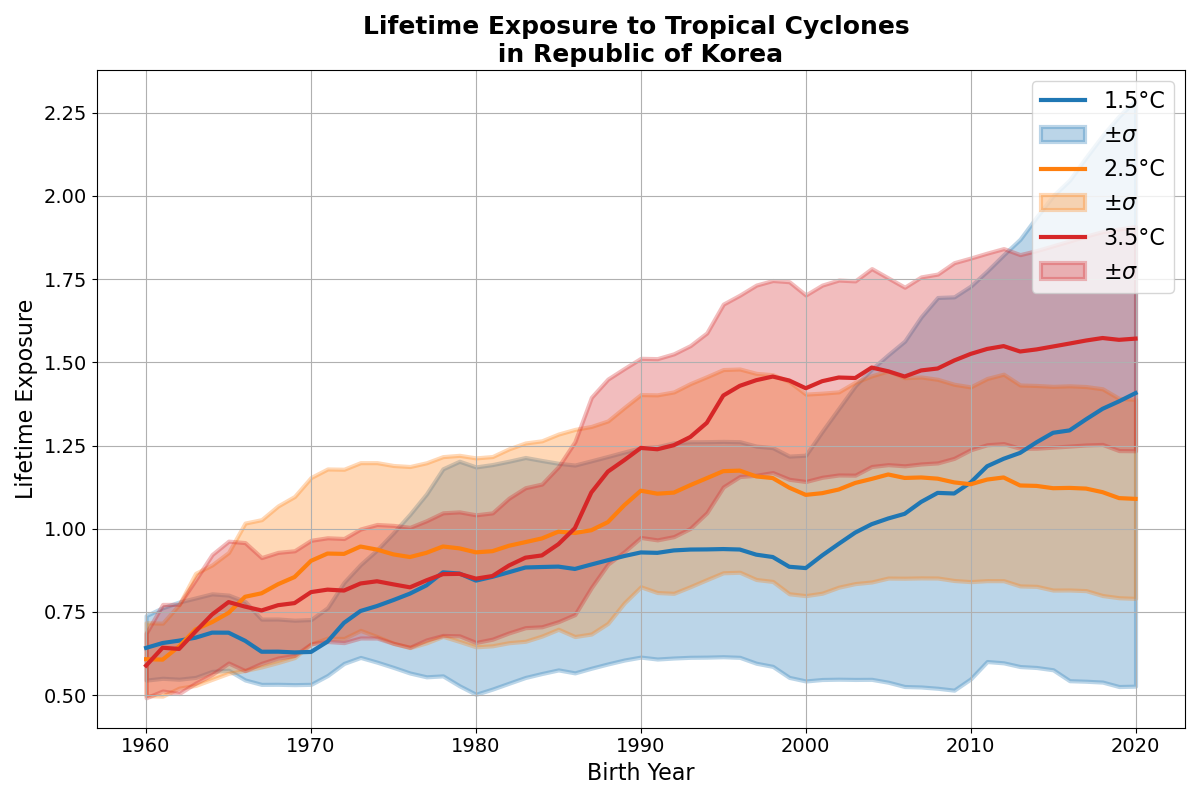 Lifetime Exposure to Tropical Cyclones
in Republic of Korea
1.5°C
±σ
2.5°C
±σ
3.5°C
±σ
Lifetime Exposure
2.25
2.00
1.75
1.50
1.25
1.00
0.75
0.50
1960 1970 1980 1990 2000 2010 2020
Birth Year